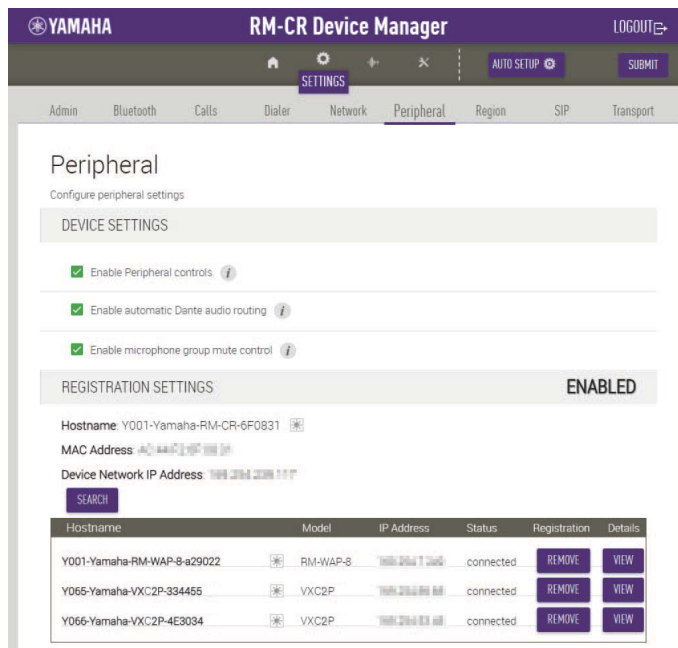 YAMAHA RM-CR Device Manager LOGOUT
AUTO SETUP SUBMIT
SETTINGS
Admin Bluetooth Calls Dialer Network Peripheral Region SIP Transport
Peripheral
Configure peripheral settings
DEVICE SETTINGS
Enable Peripheral controls i
Enable automatic Dante audio routing i
Enable microphone group mute control i
REGISTRATION SETTINGS ENABLED
Hostname: Y001-Yamaha-RM-CR-6F0831
MAC Address:
Device Network IP Address:
SEARCH
Hostname Model IP Address Status Registration Details
Y001-Yamaha-RM-WAP-8-a29022 RM-WAP-8 connected REMOVE VIEW
Y065-Yamaha-VXC2P-334455 VXC2P connected REMOVE VIEW
Y066-Yamaha-VXC2P-4E3034 VXC2P connected REMOVE VIEW